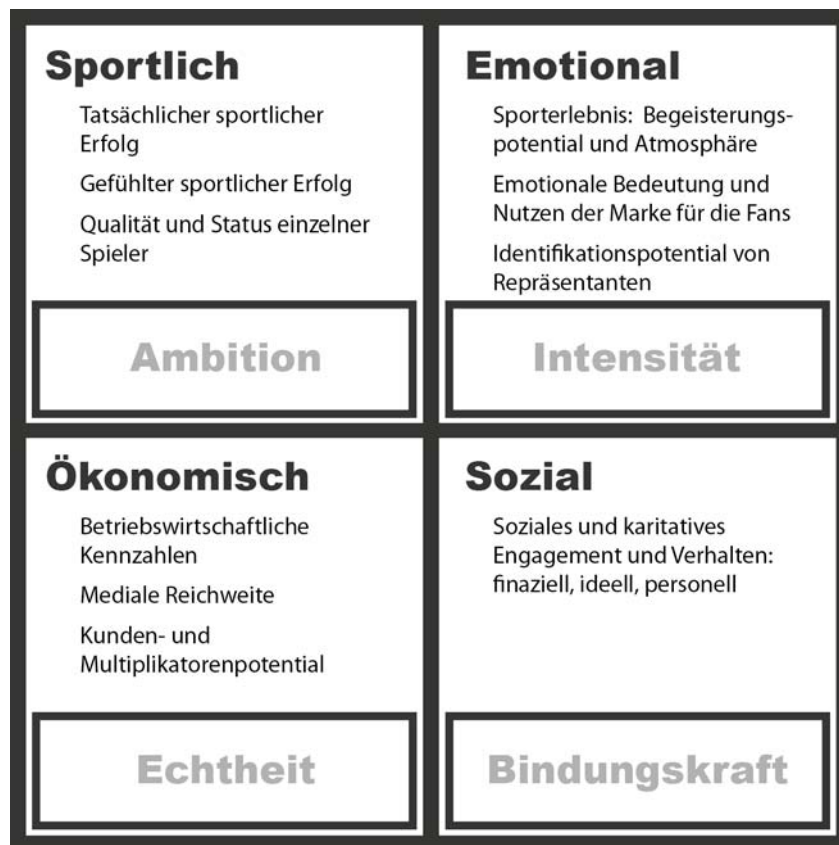 Sportlich
Tatsächlicher sportlicher
Erfolg
Gefühlter sportlicher Erfolg
Qualität und Status einzelner
Spieler
Ambition
Emotional
Sporterlebnis: Begeisterungs-
potential und Atmosphäre
Emotionale Bedeutung und
Nutzen der Marke für die Fans
Identifikationspotential von
Repräsentanten
Intensität
Ökonomisch
Betriebswirtschaftliche
Kennzahlen
Mediale Reichweite
Kunden- und
Multiplikatorenpotential
Echtheit
Sozial
Soziales und karitatives
Engagement und Verhalten:
finaziell, ideell, personell
Bindungskraft